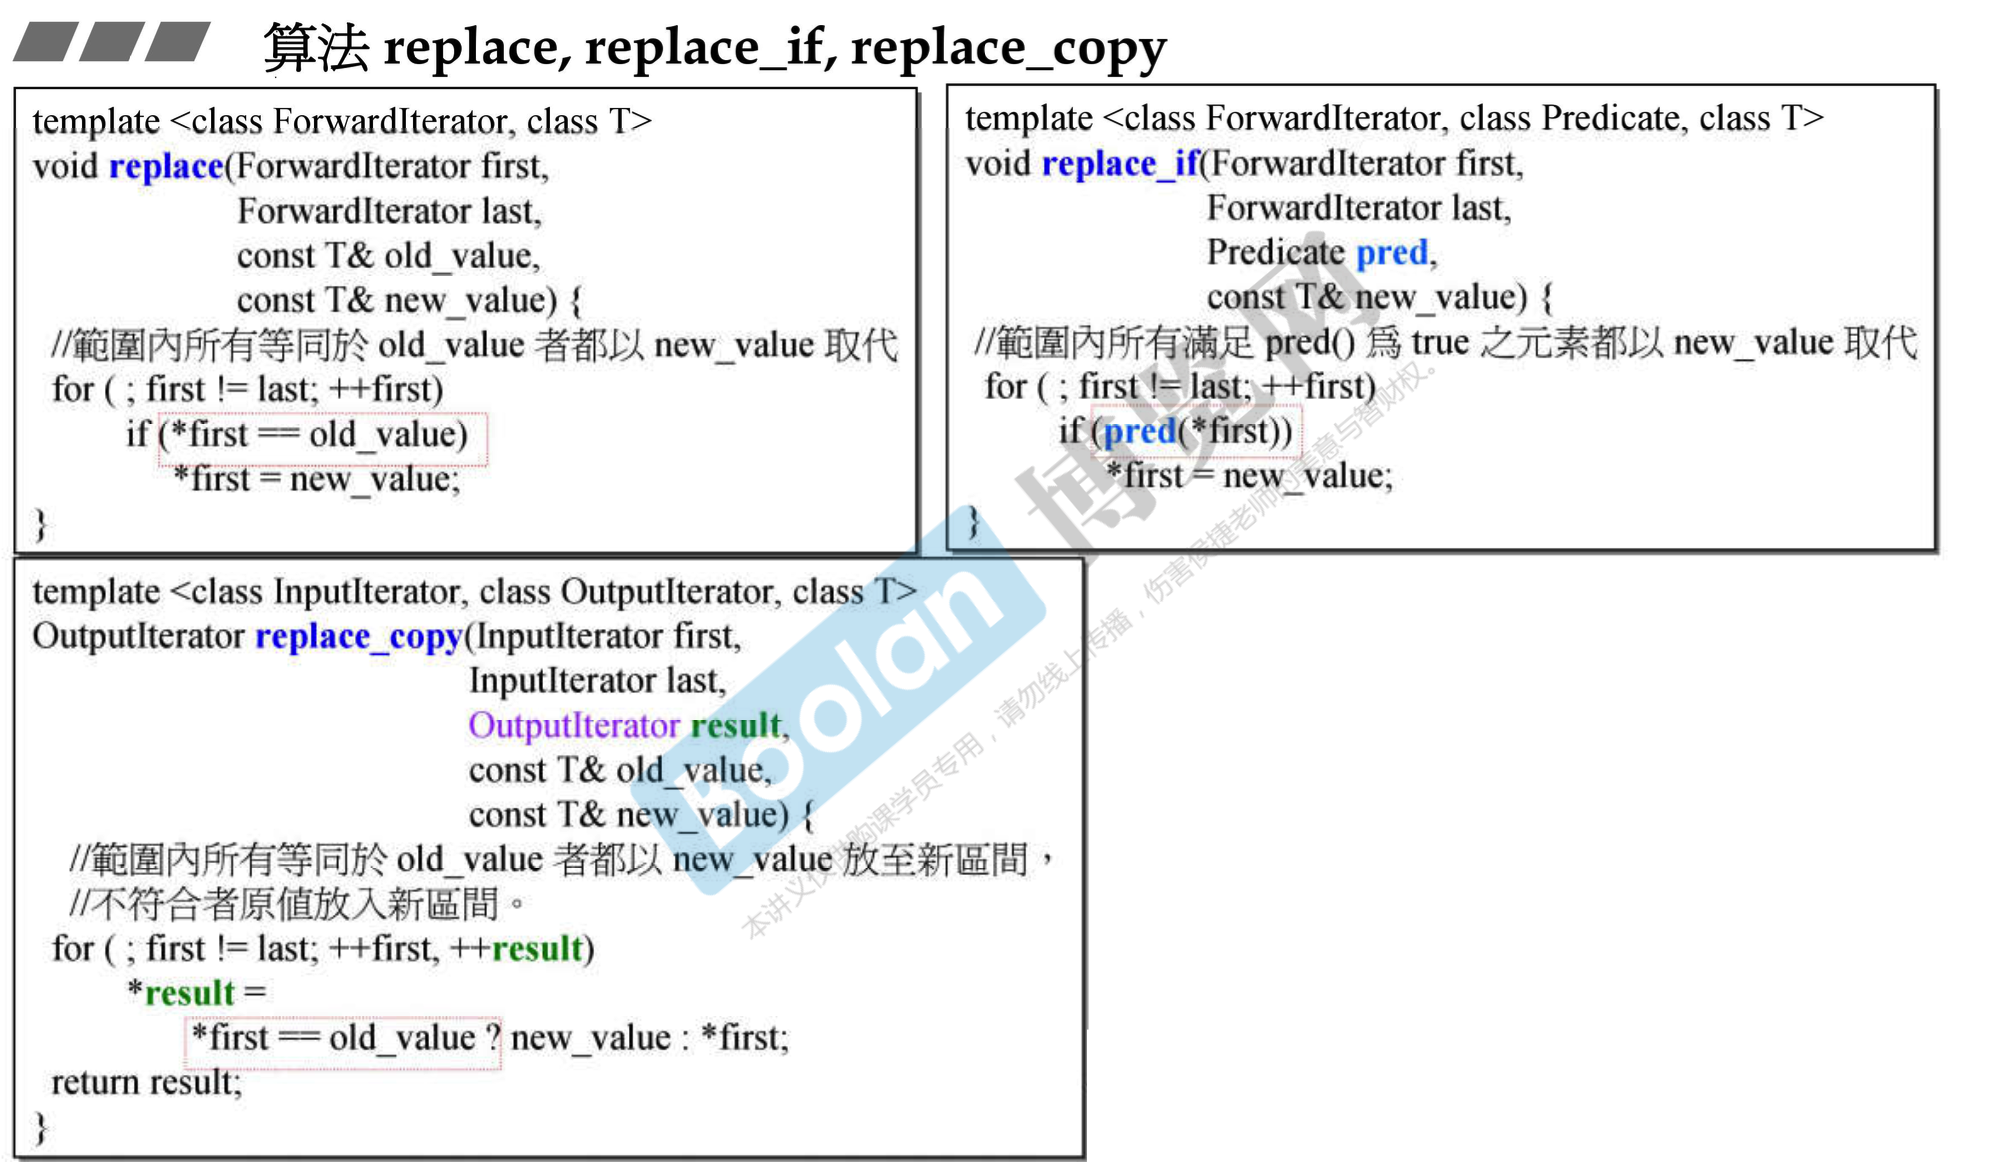 算法 replace, replace_if, replace_copy
template <class ForwardIterator, class T>
void replace(ForwardIterator first,
ForwardIterator last,
const T& old_value,
const T& new_value) {
//範圍內所有等同於 old_value 者都以 new_value 取代
for ( ; first != last; ++first)
if (*first == old_value)
*first = new_value;
}
template <class ForwardIterator, class Predicate, class T>
void replace_if(ForwardIterator first,
ForwardIterator last,
Predicate pred,
const T& new_value) {
//範圍內所有滿足 pred() 爲 true 之元素都以 new_value 取代
for ( ; first != last; ++first)
if (pred(*first))
*first = new_value;
}
template <class InputIterator, class OutputIterator, class T>
OutputIterator replace_copy(InputIterator first,
InputIterator last,
OutputIterator result,
const T& old_value,
const T& new_value) {
//範圍內所有等同於 old_value 者都以 new_value 放至新區間，
//不符合者原値放入新區間。
for ( ; first != last; ++first, ++result)
*result =
*first == old_value ? new_value : *first;
return result;
}
Boolan 博览网
本讲义仅供购课学员专用，请勿线上传播，伤害侯捷老师的美意与智财权。